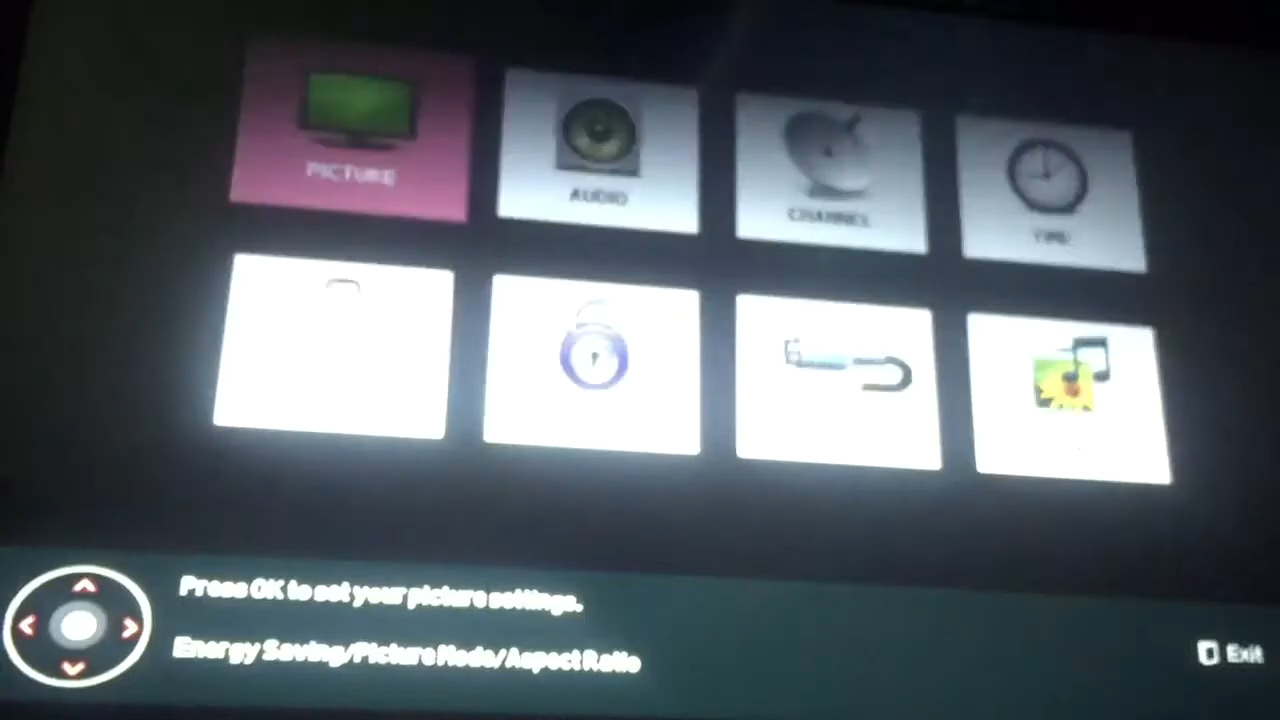 PICTURE
AUDIO
CHANNEL
TIME
Press OK to set your picture settings.
Energy Saving/Picture Mode/Aspect Ratio
Exit